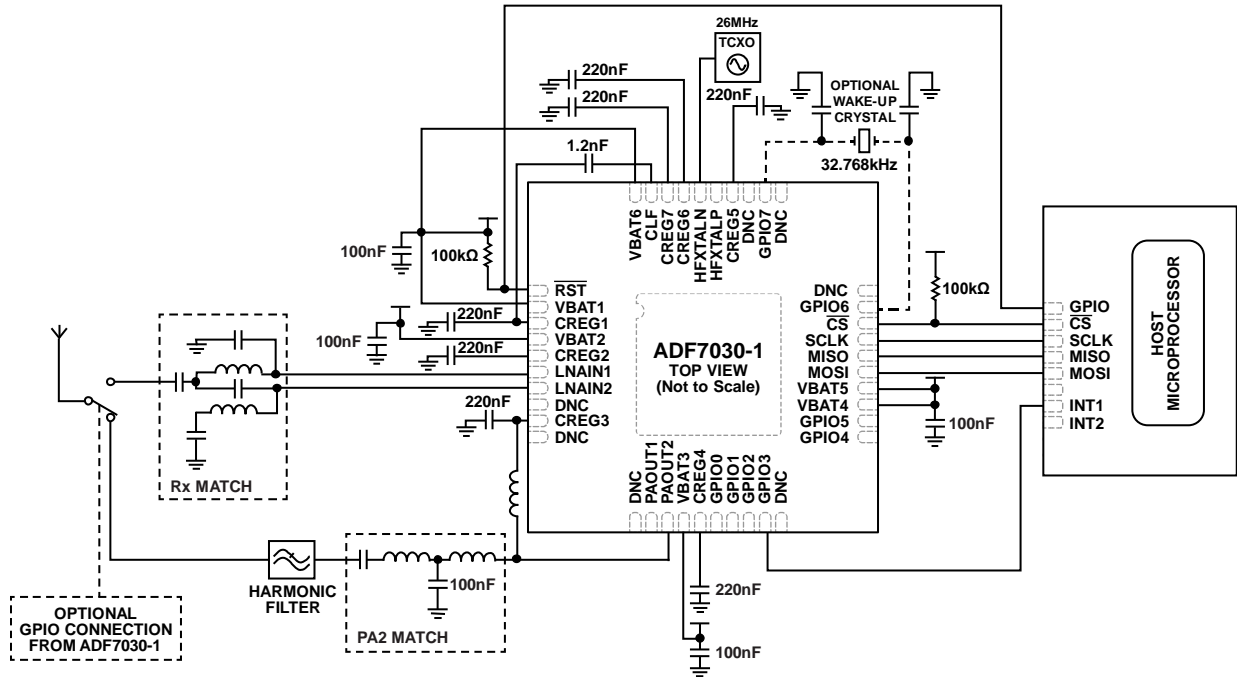 26MHz
TCXO
220nF
220nF
220nF
OPTIONAL
WAKE-UP
CRYSTAL
32.768kHz
1.2nF
VBAT6
CLF
CREG7
CREG6
HFXTALN
HFXTALP
CREG5
DNC
GPIO7
DNC
100nF
100kΩ
RST
VBAT1
CREG1
VBAT2
CREG2
LNAIN1
LNAIN2
DNC
CREG3
DNC
220nF
100nF
220nF
220nF
ADF7030-1
TOP VIEW
(Not to Scale)
DNC
GPIO6
CS
SCLK
MISO
MOSI
VBAT5
VBAT4
GPIO5
GPIO4
100kΩ
100nF
GPIO
CS
SCLK
MISO
MOSI
INT1
INT2
HOST
MICROPROCESSOR
DNC
PAOUT1
PAOUT2
VBAT3
CREG4
GPIO0
GPIO1
GPIO2
GPIO3
DNC
Rx MATCH
HARMONIC
FILTER
100nF
PA2 MATCH
220nF
100nF
OPTIONAL
GPIO CONNECTION
FROM ADF7030-1